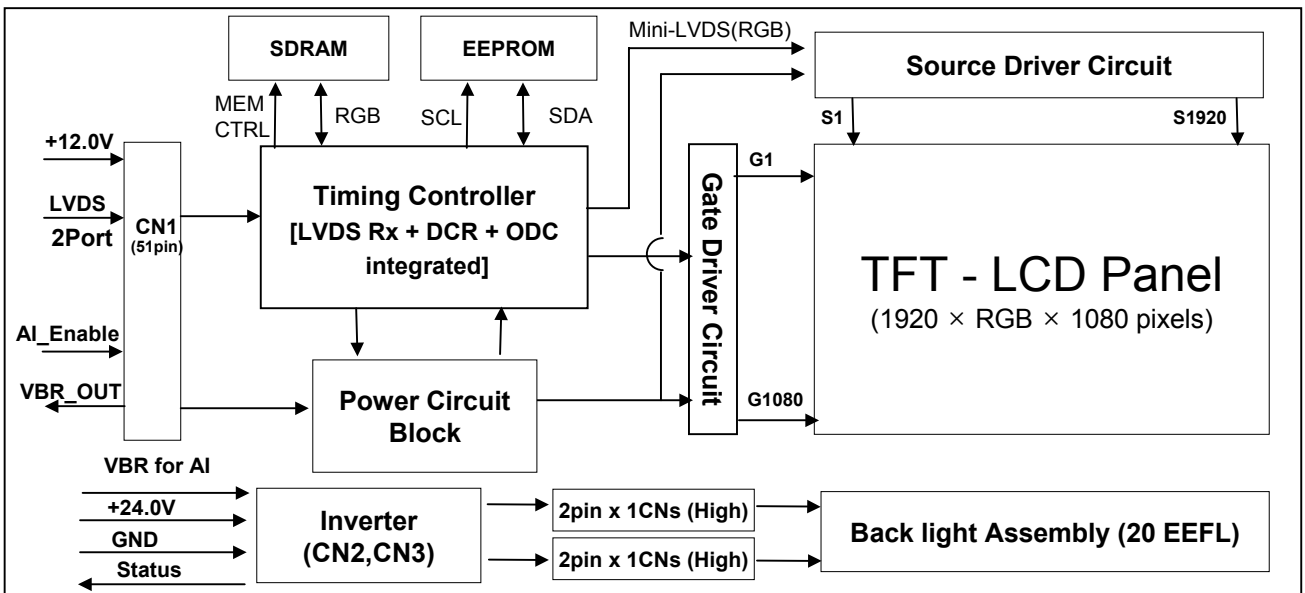 SDRAM
EEPROM
Mini-LVDS(RGB)
Source Driver Circuit
MEM
CTRL
RGB
SCL
SDA
S1
S1920
+12.0V
LVDS
2Port
CN1
(51pin)
AI_Enable
VBR_OUT
Timing Controller
[LVDS Rx + DCR + ODC
integrated]
Gate Driver Circuit
G1
G1080
TFT - LCD Panel
(1920 × RGB × 1080 pixels)
Power Circuit
Block
VBR for AI
+24.0V
GND
Status
Inverter
(CN2,CN3)
2pin x 1CNs (High)
2pin x 1CNs (High)
Back light Assembly (20 EEFL)